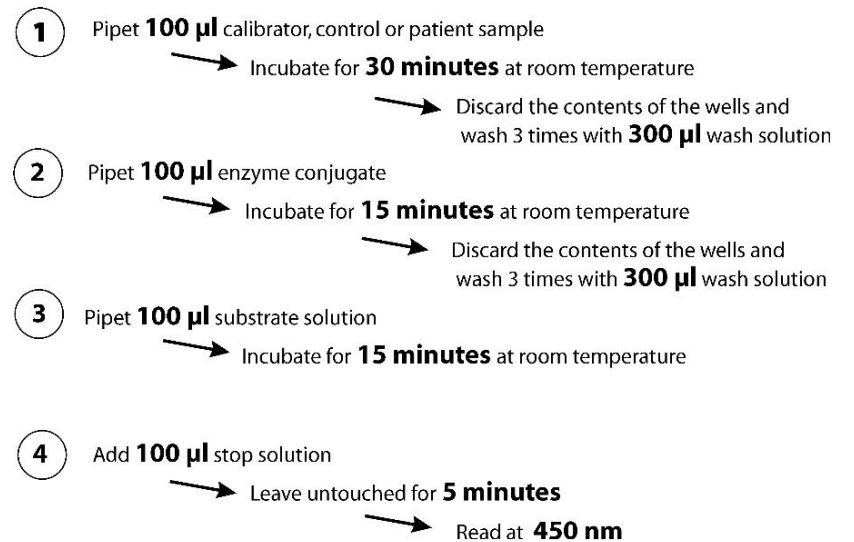 1 Pipet 100 µl calibrator, control or patient sample
Incubate for 30 minutes at room temperature
Discard the contents of the wells and
wash 3 times with 300 µl wash solution
2 Pipet 100 µl enzyme conjugate
Incubate for 15 minutes at room temperature
Discard the contents of the wells and
wash 3 times with 300 µl wash solution
3 Pipet 100 µl substrate solution
Incubate for 15 minutes at room temperature
4 Add 100 µl stop solution
Leave untouched for 5 minutes
Read at 450 nm